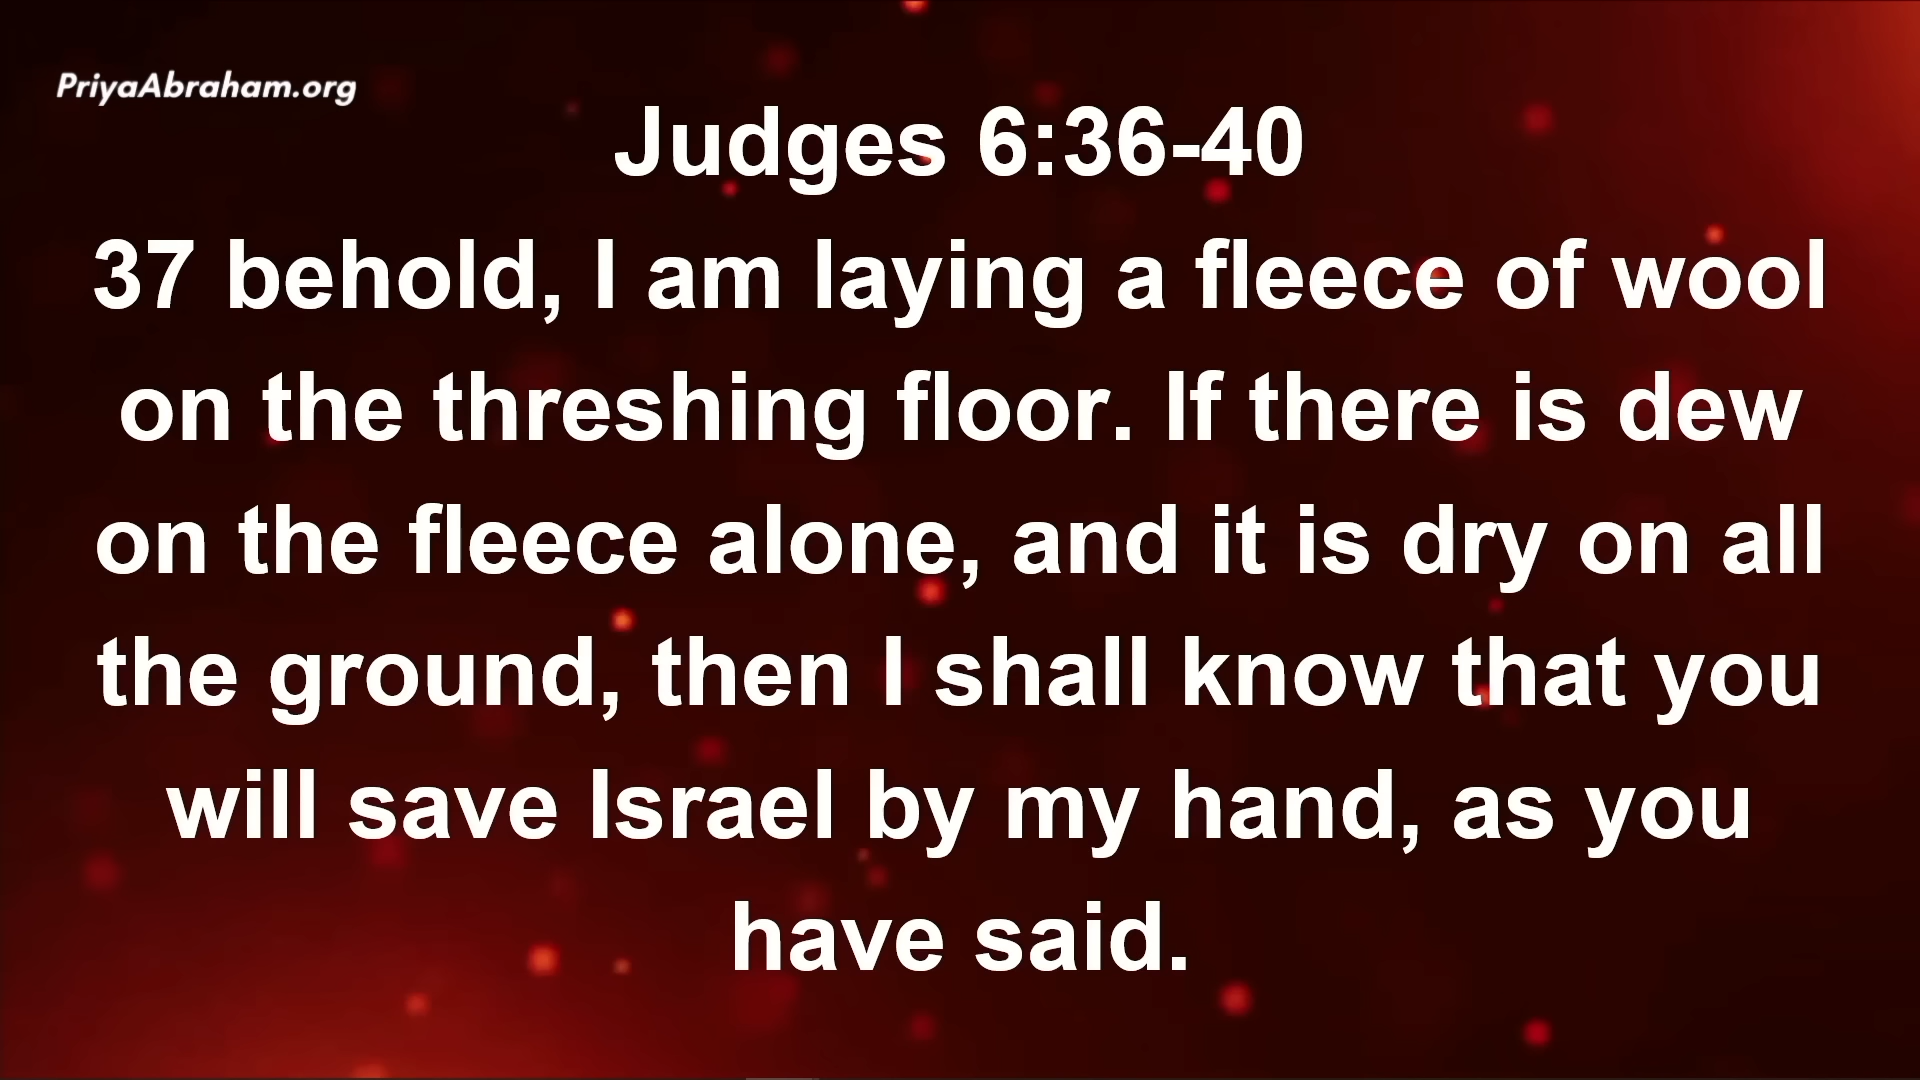 PriyaAbraham.org
Judges 6:36-40
37 behold, I am laying a fleece of wool
on the threshing floor. If there is dew
on the fleece alone, and it is dry on all
the ground, then I shall know that you
will save Israel by my hand, as you
have said.